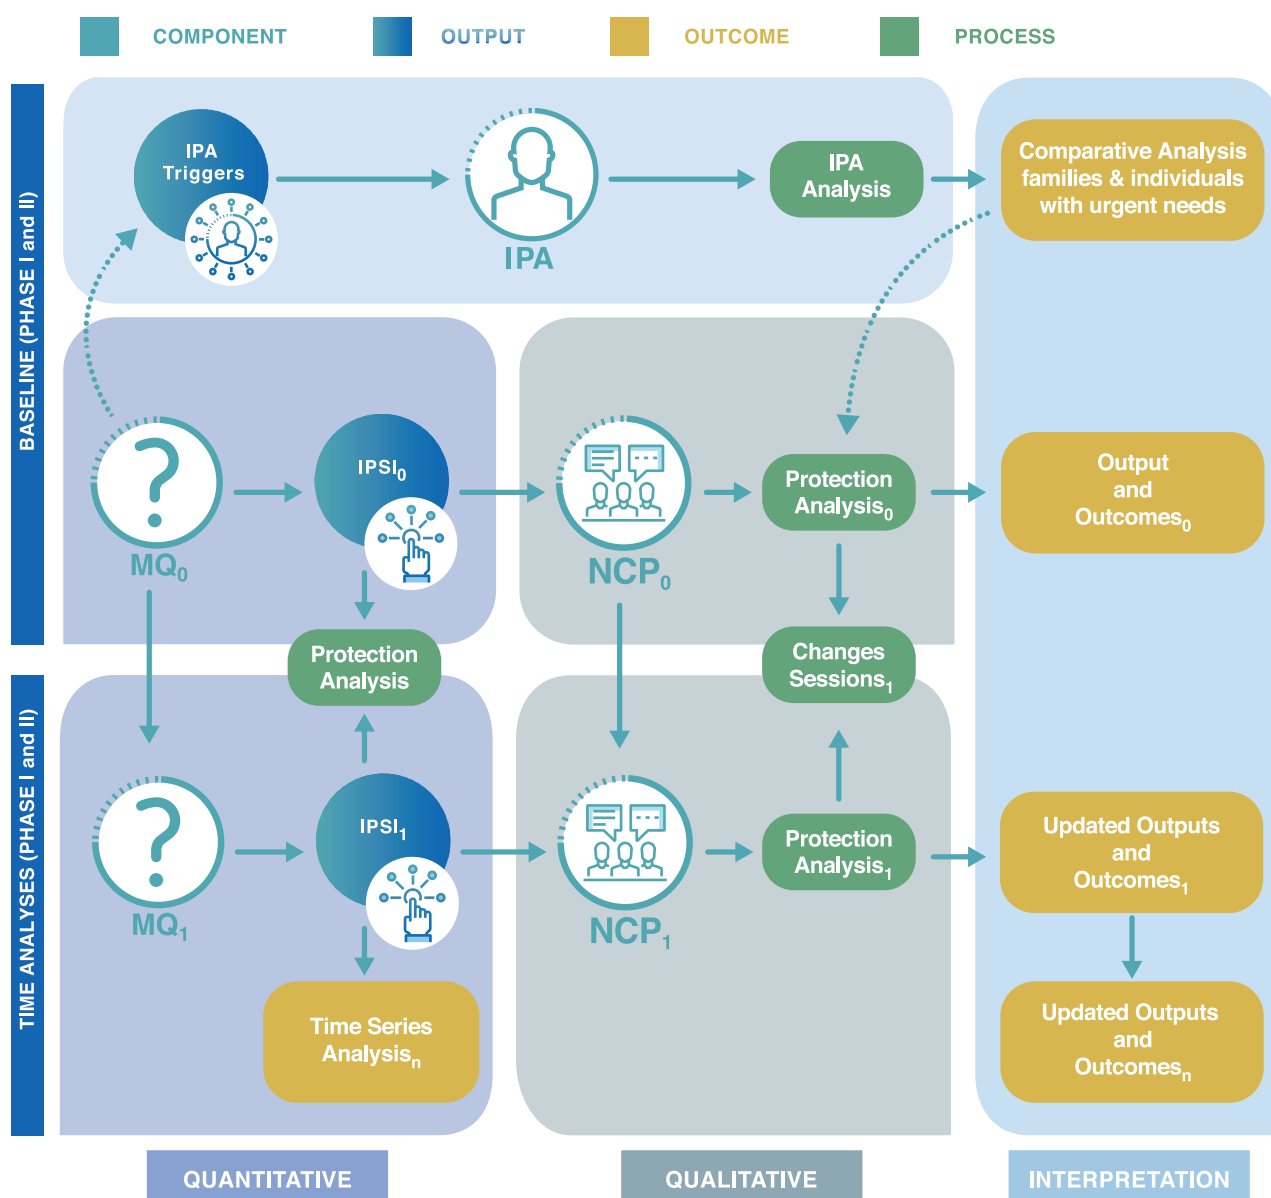 COMPONENT
OUTPUT
OUTCOME
PROCESS
BASELINE (PHASE I and II)
IPA
Triggers
IPA
IPA
Analysis
Comparative Analysis
families & individuals
with urgent needs
MQ0
IPSI0
NCP0
Protection
Analysis0
Output
and
Outcomes0
Protection
Analysis
Changes
Sessions1
TIME ANALYSES (PHASE I and II)
MQ1
IPSI1
NCP1
Protection
Analysis1
Updated Outputs
and
Outcomes1
Time Series
Analysisn
Updated Outputs
and
Outcomesn
QUANTITATIVE
QUALITATIVE
INTERPRETATION